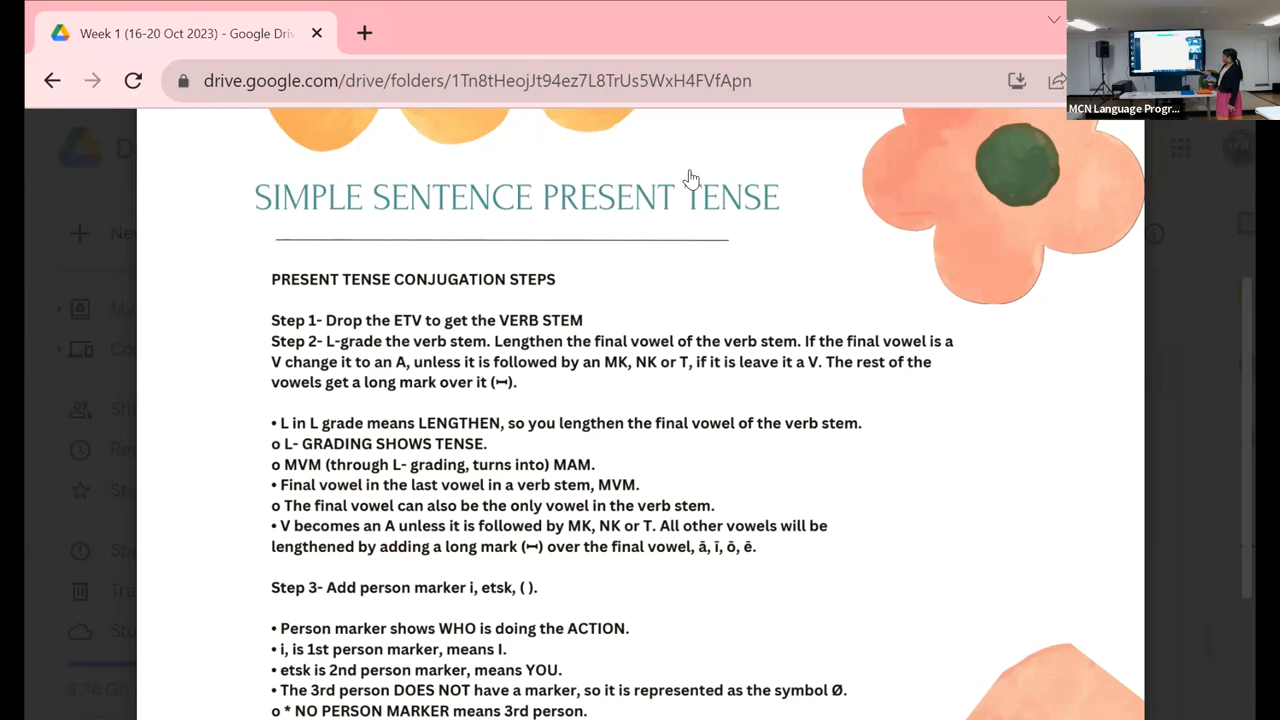 Week 1 (16-20 Oct 2023) - Google Driv
drive.google.com/drive/folders/1Tn8tHeojJt94ez7L8TrUs5WxH4FVfApn
MCN Language Progr...
SIMPLE SENTENCE PRESENT TENSE
PRESENT TENSE CONJUGATION STEPS
Step 1- Drop the ETV to get the VERB STEM
Step 2- L-grade the verb stem. Lengthen the final vowel of the verb stem. If the final vowel is a
V change it to an A, unless it is followed by an MK, NK or T, if it is leave it a V. The rest of the
vowels get a long mark over it (ꟷ).
• L in L grade means LENGTHEN, so you lengthen the final vowel of the verb stem.
o L- GRADING SHOWS TENSE.
o MVM (through L- grading, turns into) MAM.
• Final vowel in the last vowel in a verb stem, MVM.
o The final vowel can also be the only vowel in the verb stem.
• V becomes an A unless it is followed by MK, NK or T. All other vowels will be
lengthened by adding a long mark (ꟷ) over the final vowel, ā, ī, ō, ē.
Step 3- Add person marker i, etsk, ( ).
• Person marker shows WHO is doing the ACTION.
• i, is 1st person marker, means I.
• etsk is 2nd person marker, means YOU.
• The 3rd person DOES NOT have a marker, so it is represented as the symbol Ø.
o * NO PERSON MARKER means 3rd person.